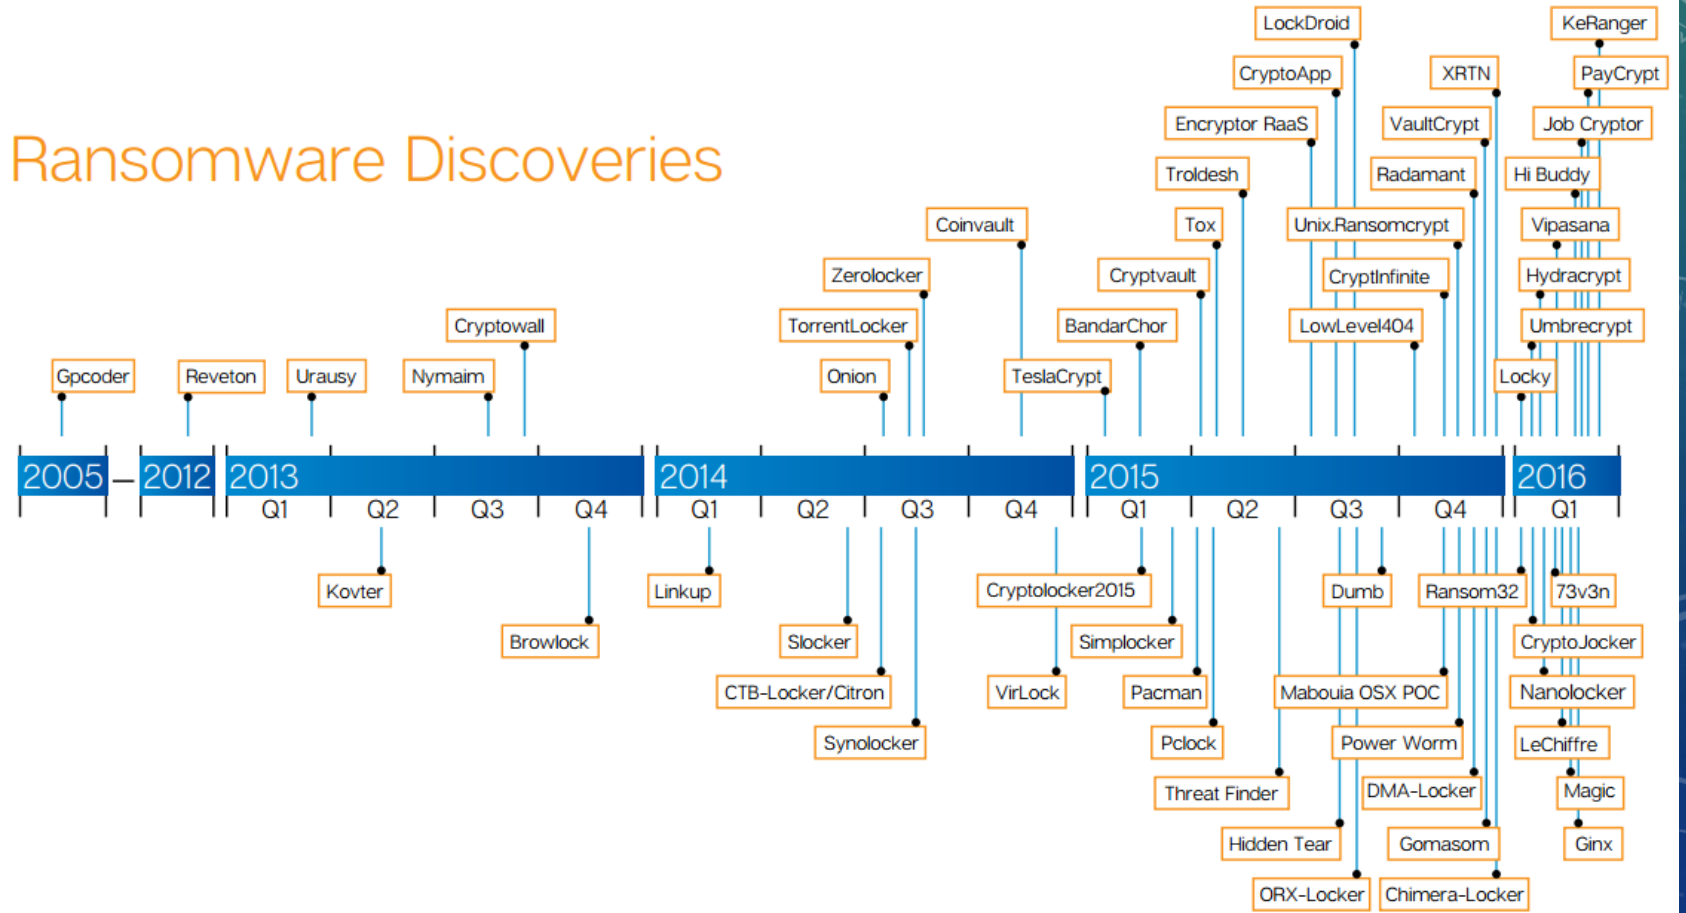 LockDroid
KeRanger
CryptoApp
XRTN
PayCrypt
Encryptor RaaS
VaultCrypt
Job Cryptor
Ransomware Discoveries
Troldesh
Radamant
Hi Buddy
Coinvault
Tox
Unix.Ransomcrypt
Vipasana
Zerolocker
Cryptvault
CryptInfinite
Hydracrypt
Cryptowall
TorrentLocker
BandarChor
LowLevel404
Umbrecrypt
Gpcoder
Reveton
Urausy
Nymaim
Onion
TeslaCrypt
Locky
2005 – 2012 2013 2014 2015 2016
Q1 Q2 Q3 Q4 Q1 Q2 Q3 Q4 Q1 Q2 Q3 Q4 Q1
Kovter
Linkup
Cryptolocker2015
Dumb
Ransom32
73v3n
Browlock
Slocker
Simplocker
CryptoJocker
CTB-Locker/Citron
VirLock
Pacman
Mabouia OSX POC
Nanolocker
Synolocker
Pclock
Power Worm
LeChiffre
Threat Finder
DMA-Locker
Magic
Hidden Tear
Gomasom
Ginx
ORX-Locker
Chimera-Locker